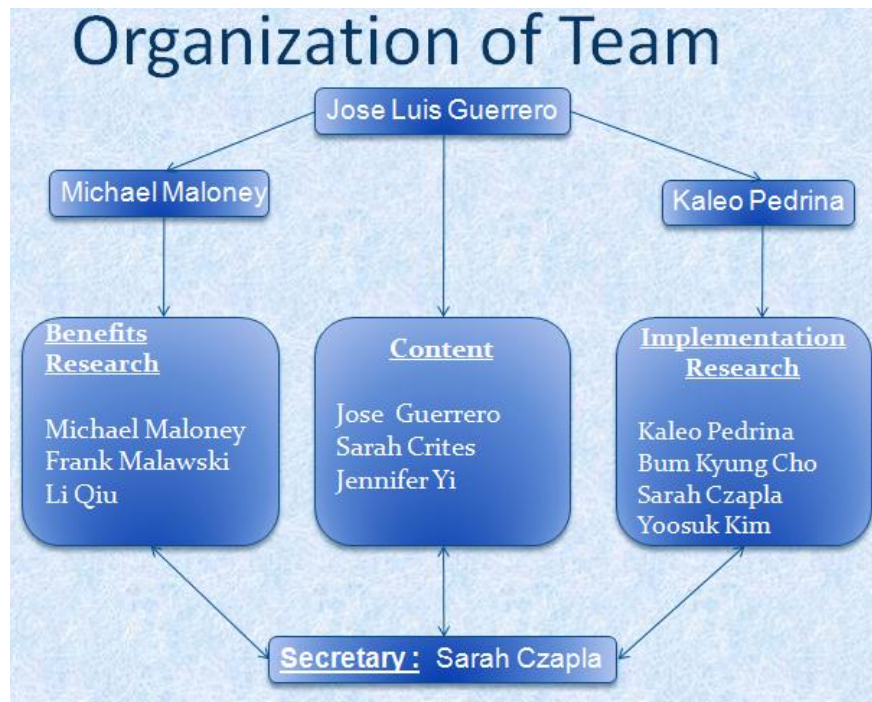 Organization of Team
Jose Luis Guerrero
Michael Maloney
Kaleo Pedrina
Benefits
Research
Michael Maloney
Frank Malawski
Li Qiu
Content
Jose Guerrero
Sarah Crites
Jennifer Yi
Implementation
Research
Kaleo Pedrina
Bum Kyung Cho
Sarah Czapla
Yoosuk Kim
Secretary : Sarah Czapla